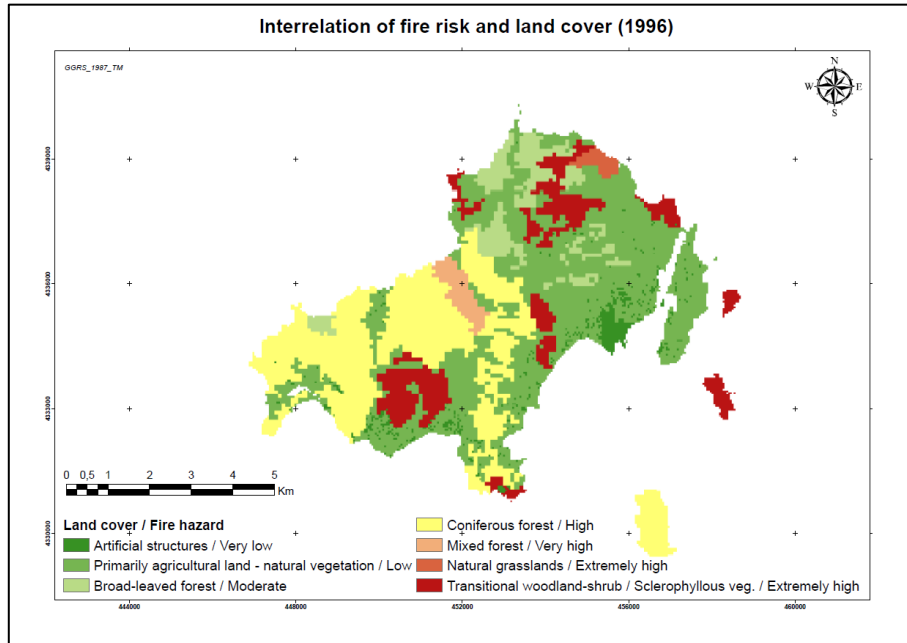 Interrelation of fire risk and land cover (1996)
GGRS_1987_TM
N
W E
S
4339000
4336000
4333000
4330000
0 0,5 1 2 3 4 5
Km
Land cover / Fire hazard
Artificial structures / Very low
Primarily agricultural land - natural vegetation / Low
Broad-leaved forest / Moderate
Coniferous forest / High
Mixed forest / Very high
Natural grasslands / Extremely high
Transitional woodland-shrub / Sclerophyllous veg. / Extremely high
444000 448000 452000 456000 460000